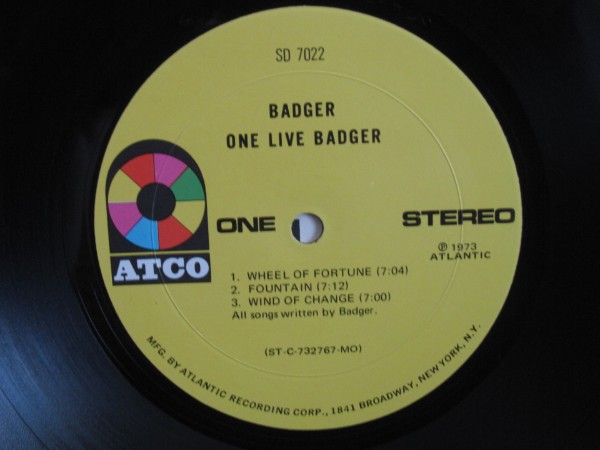 SD 7022
BADGER
ONE LIVE BADGER
ATCO
ONE
STEREO
℗ 1973
ATLANTIC
1. WHEEL OF FORTUNE (7:04)
2. FOUNTAIN (7:12)
3. WIND OF CHANGE (7:00)
All songs written by Badger.
(ST-C-732767-MO)
MFG. BY ATLANTIC RECORDING CORP., 1841 BROADWAY, NEW YORK, N.Y.